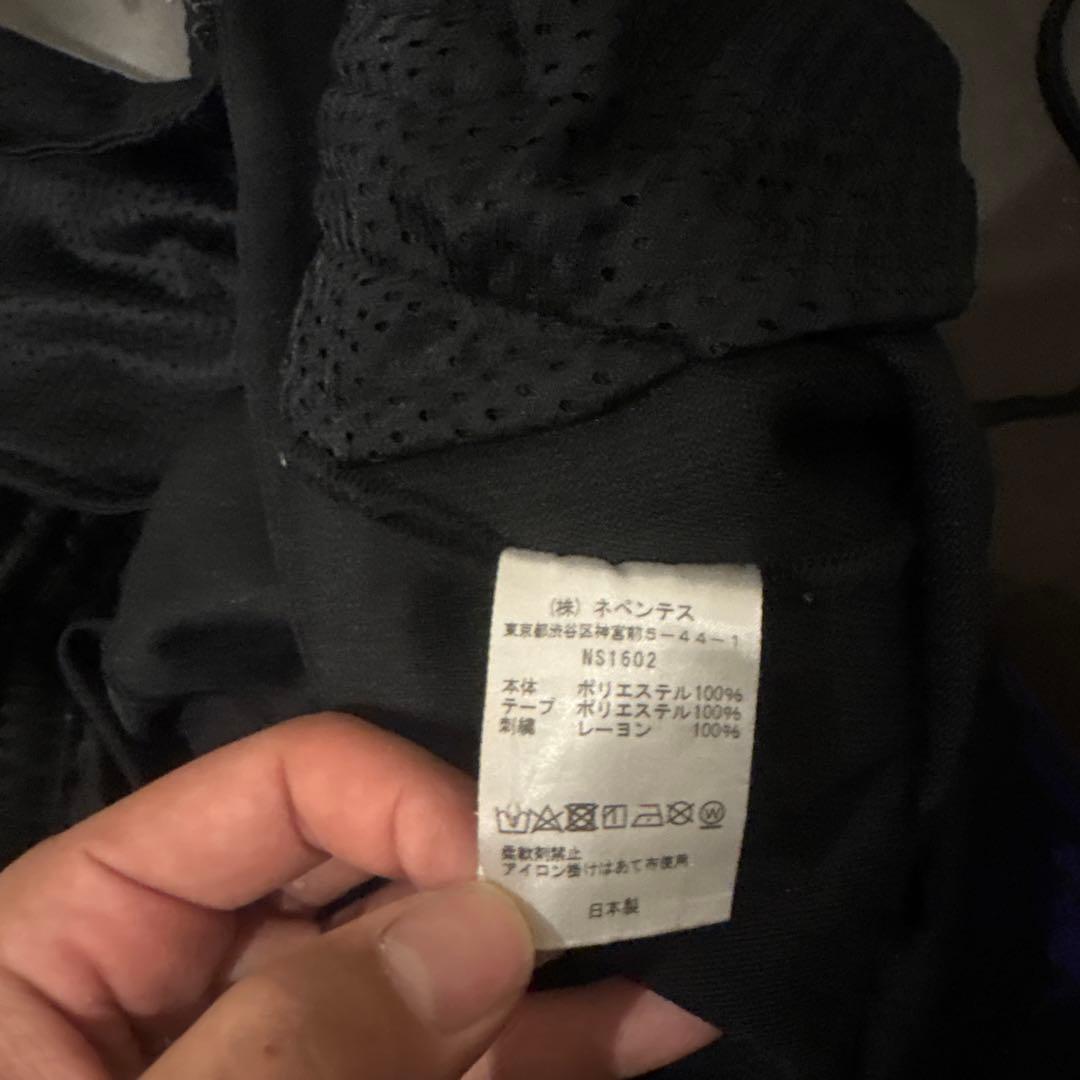 (株) ネペンテス
東京都渋谷区神宮前5-44-1
NS1602
本体 ポリエステル100%
テープ ポリエステル100%
刺繍 レーヨン 100%
W
柔軟剤禁止
アイロン掛けはあて布使用
日本製